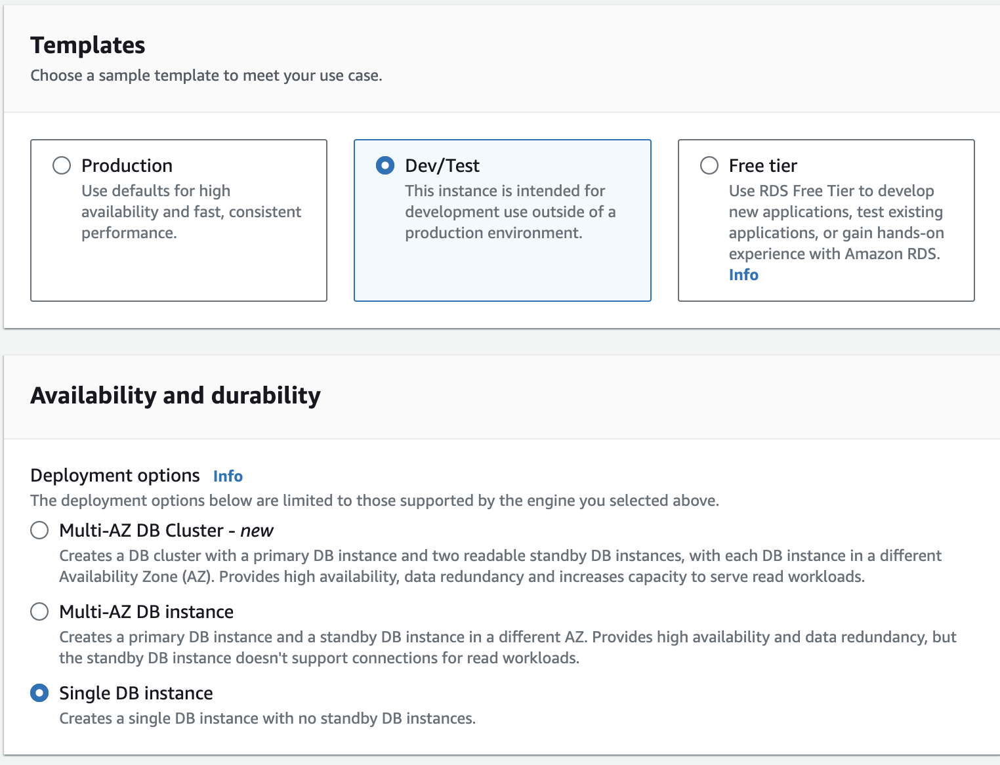 Templates
Choose a sample template to meet your use case.
Production
Use defaults for high
availability and fast, consistent
performance.
Dev/Test
This instance is intended for
development use outside of a
production environment.
Free tier
Use RDS Free Tier to develop
new applications, test existing
applications, or gain hands-on
experience with Amazon RDS.
Info
Availability and durability
Deployment options Info
The deployment options below are limited to those supported by the engine you selected above.
Multi-AZ DB Cluster - new
Creates a DB cluster with a primary DB instance and two readable standby DB instances, with each DB instance in a different
Availability Zone (AZ). Provides high availability, data redundancy and increases capacity to serve read workloads.
Multi-AZ DB instance
Creates a primary DB instance and a standby DB instance in a different AZ. Provides high availability and data redundancy, but
the standby DB instance doesn't support connections for read workloads.
Single DB instance
Creates a single DB instance with no standby DB instances.